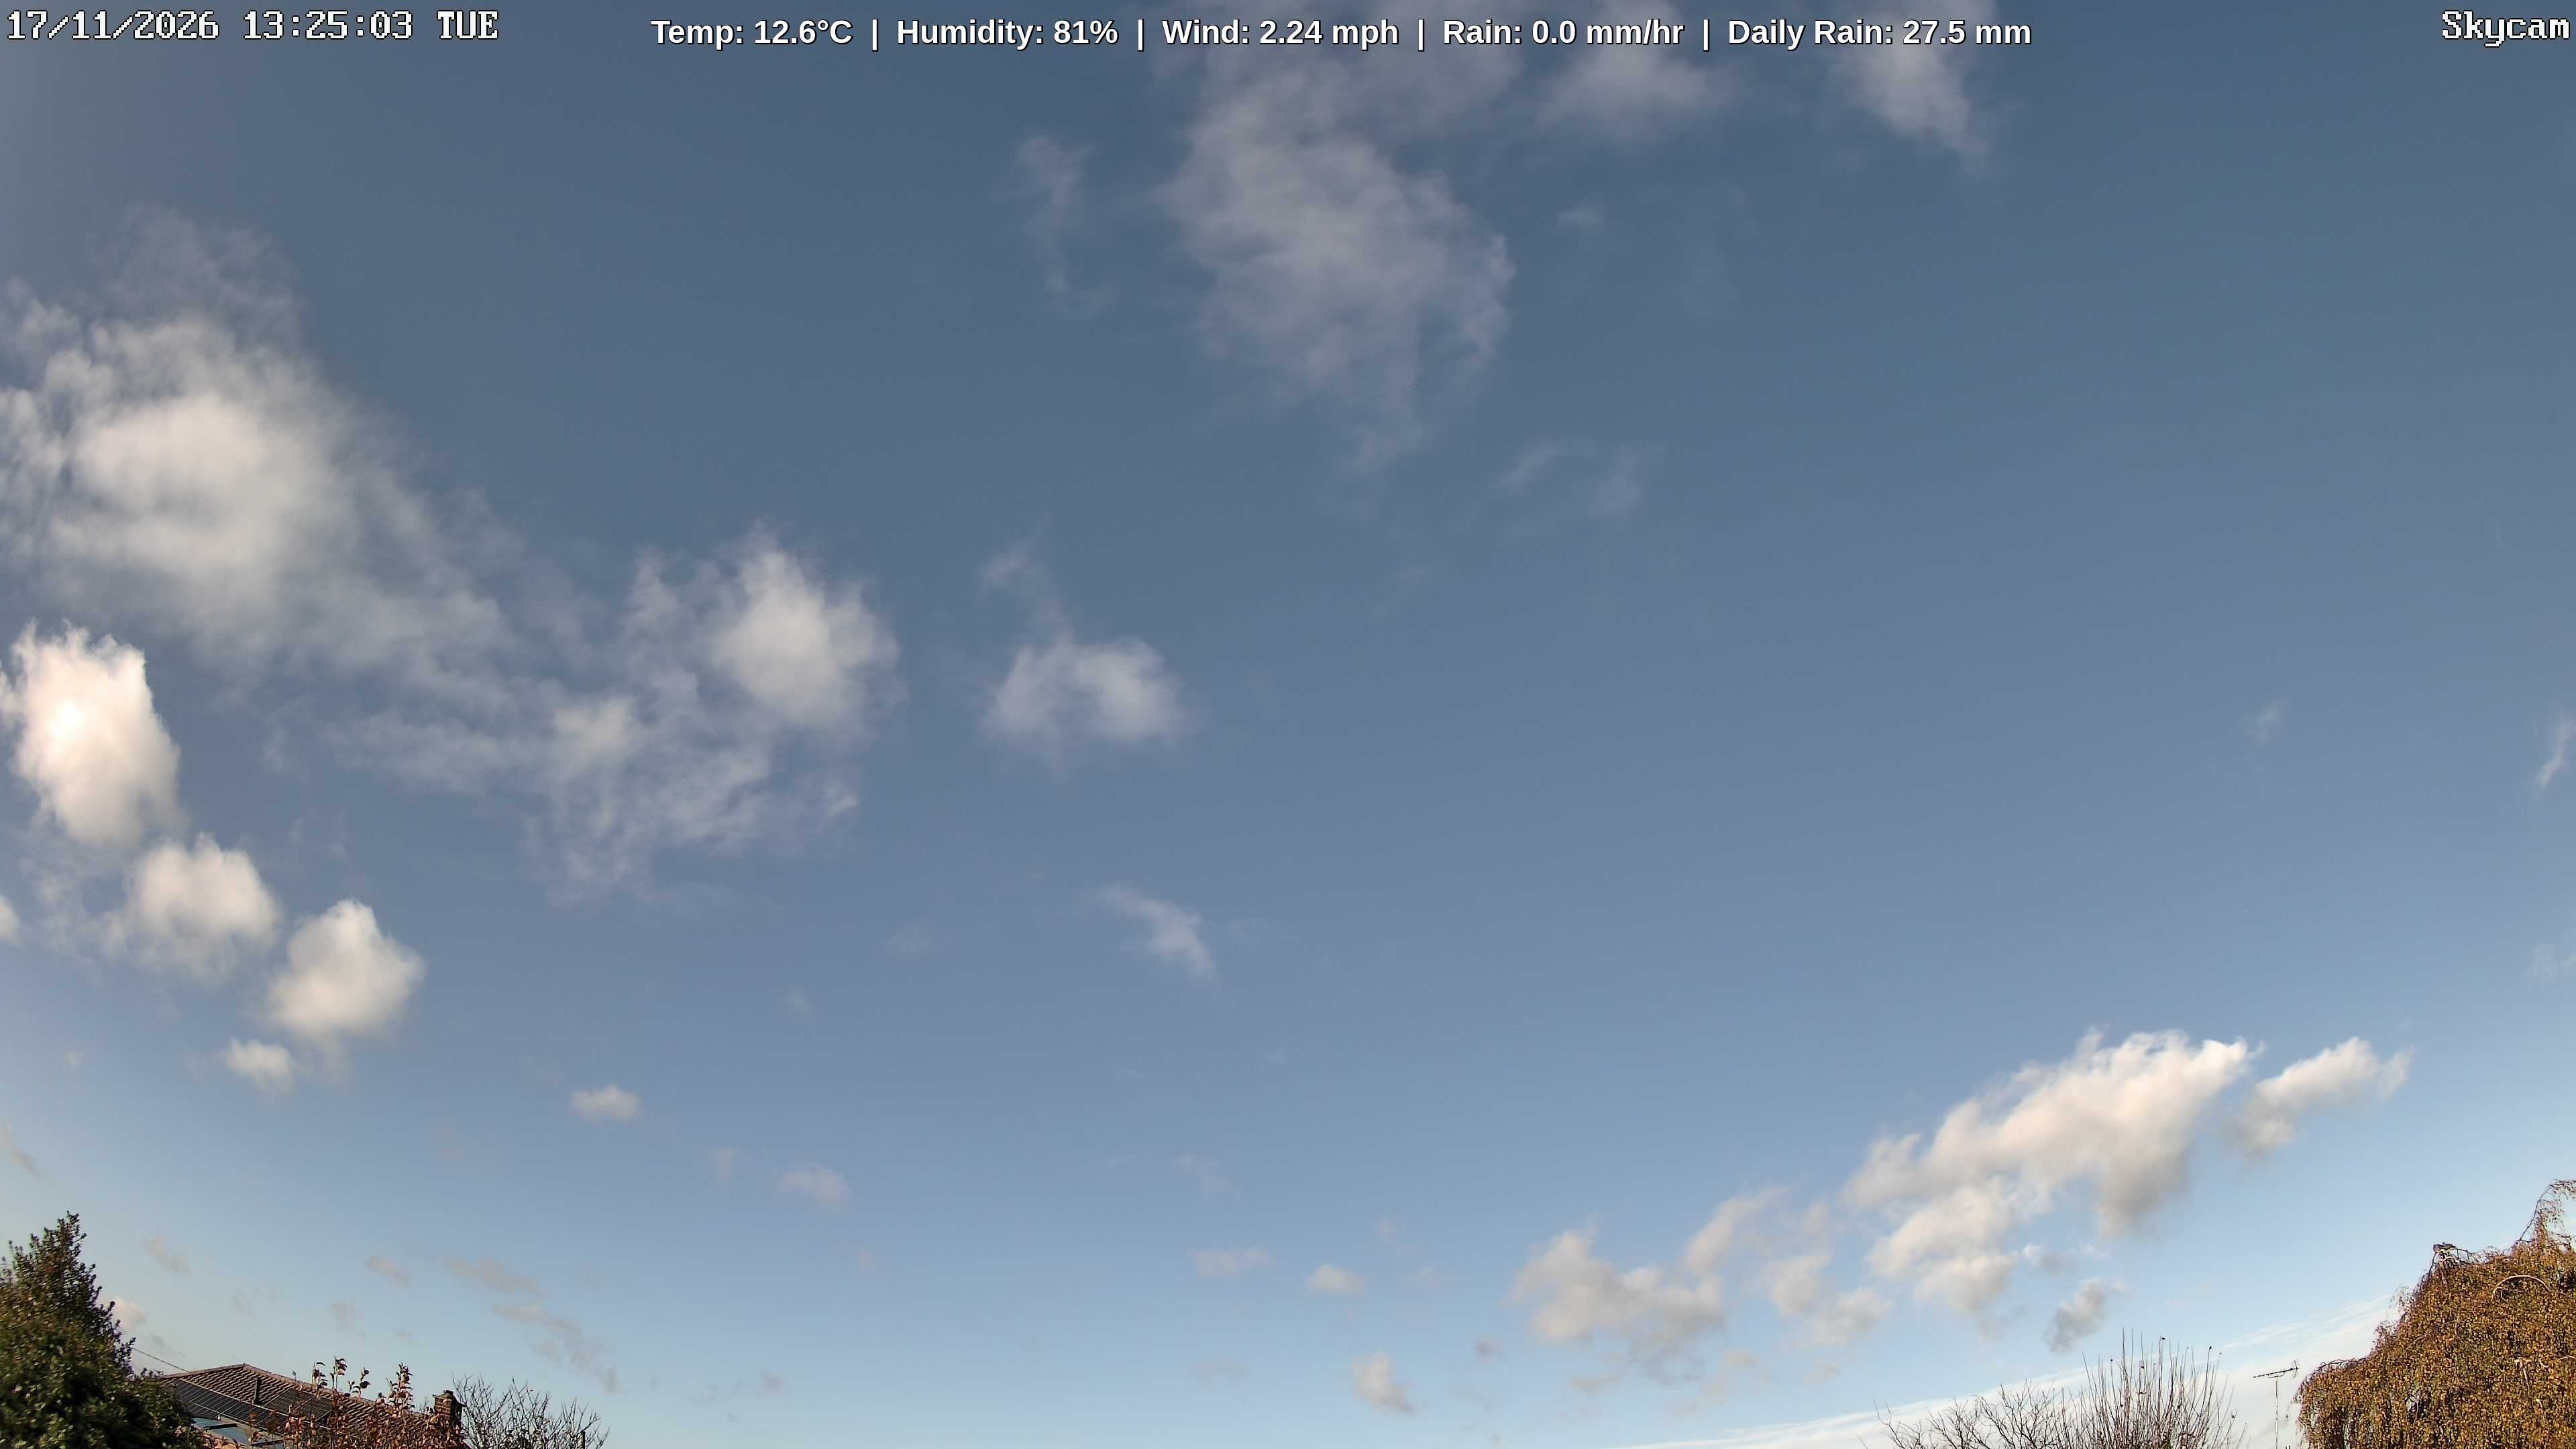 17/11/2026 13:25:03 TUE
Temp: 12.6°C | Humidity: 81% | Wind: 2.24 mph | Rain: 0.0 mm/hr | Daily Rain: 27.5 mm
Skycam